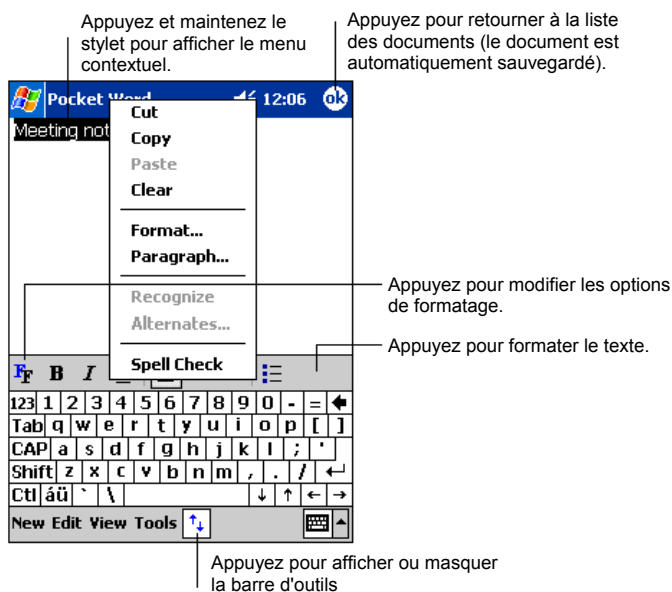 Appuyez et maintenez le
stylet pour afficher le menu
contextuel.
Appuyez pour retourner à la liste
des documents (le document est
automatiquement sauvegardé).
Pocket Word 12:06 ok
Meeting not
Cut
Copy
Paste
Clear
Format...
Paragraph...
Recognize
Alternates...
Spell Check
Appuyez pour modifier les options
de formatage.
Appuyez pour formater le texte.
FF B I
123 1 2 3 4 5 6 7 8 9 0 - =
Tab q w e r t y u i o p [ ]
CAP a s d f g h j k l ; '
Shift z x c v b n m , . /
Ctl áü ` \ ↓ ↑ ← →
New Edit View Tools
Appuyez pour afficher ou masquer
la barre d'outils